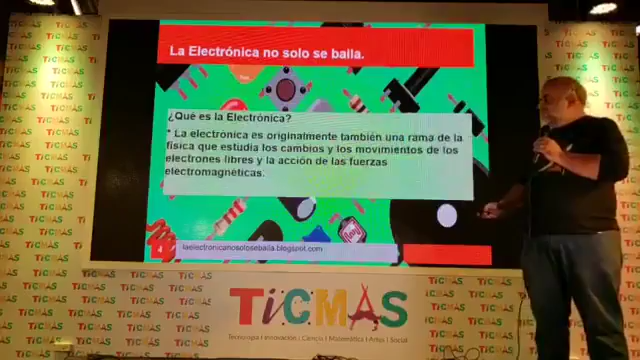 La Electrónica no solo se baila.
¿Qué es la Electrónica?
* La electrónica es originalmente también una rama de la
física que estudia los cambios y los movimientos de los
electrones libres y la acción de las fuerzas
electromagnéticas.
laelectronicanosolosebaila.blogspot.com
TiCMAS
Tecnología | Innovación | Ciencia | Matemática | Artes | Social